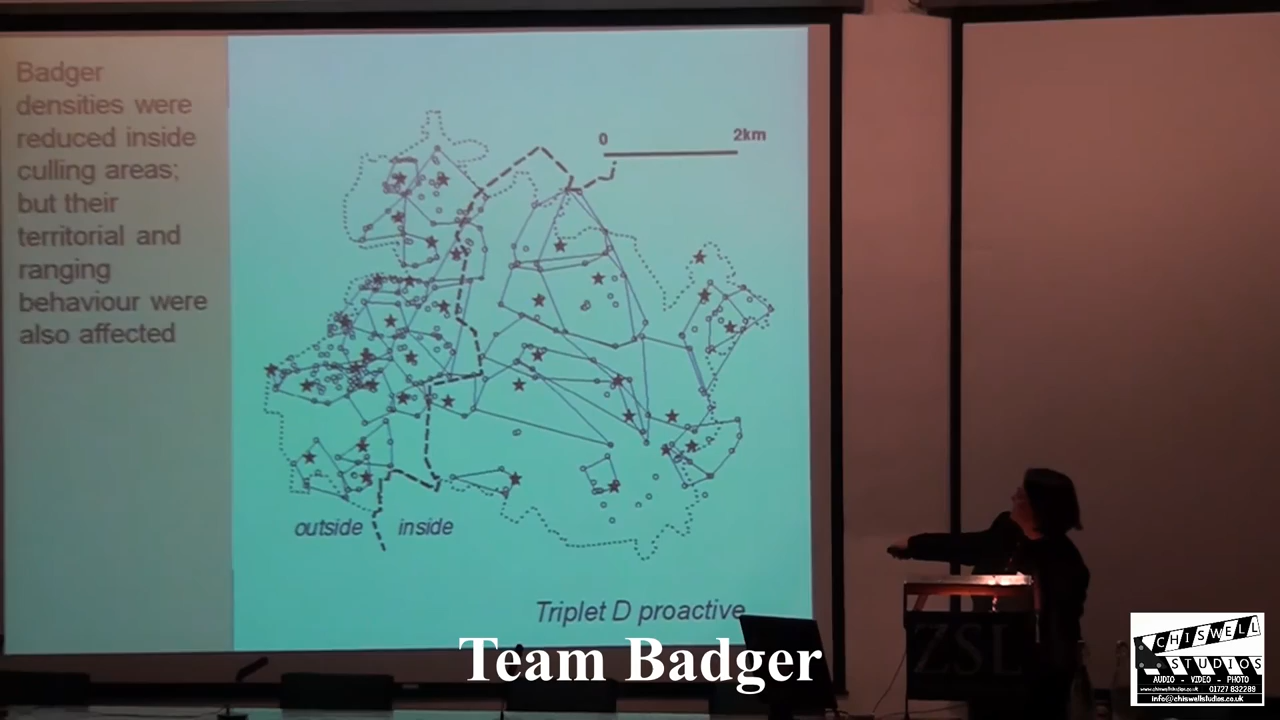 Badger
densities were
reduced inside
culling areas;
but their
territorial and
ranging
behaviour were
also affected
0 2km
outside inside
Triplet D proactive
Team Badger
ZSL
CHISWELL
STUDIOS
AUDIO - VIDEO - PHOTO
www.chiswellstudios.co.uk 01727 832289
info@chiswellstudios.co.uk